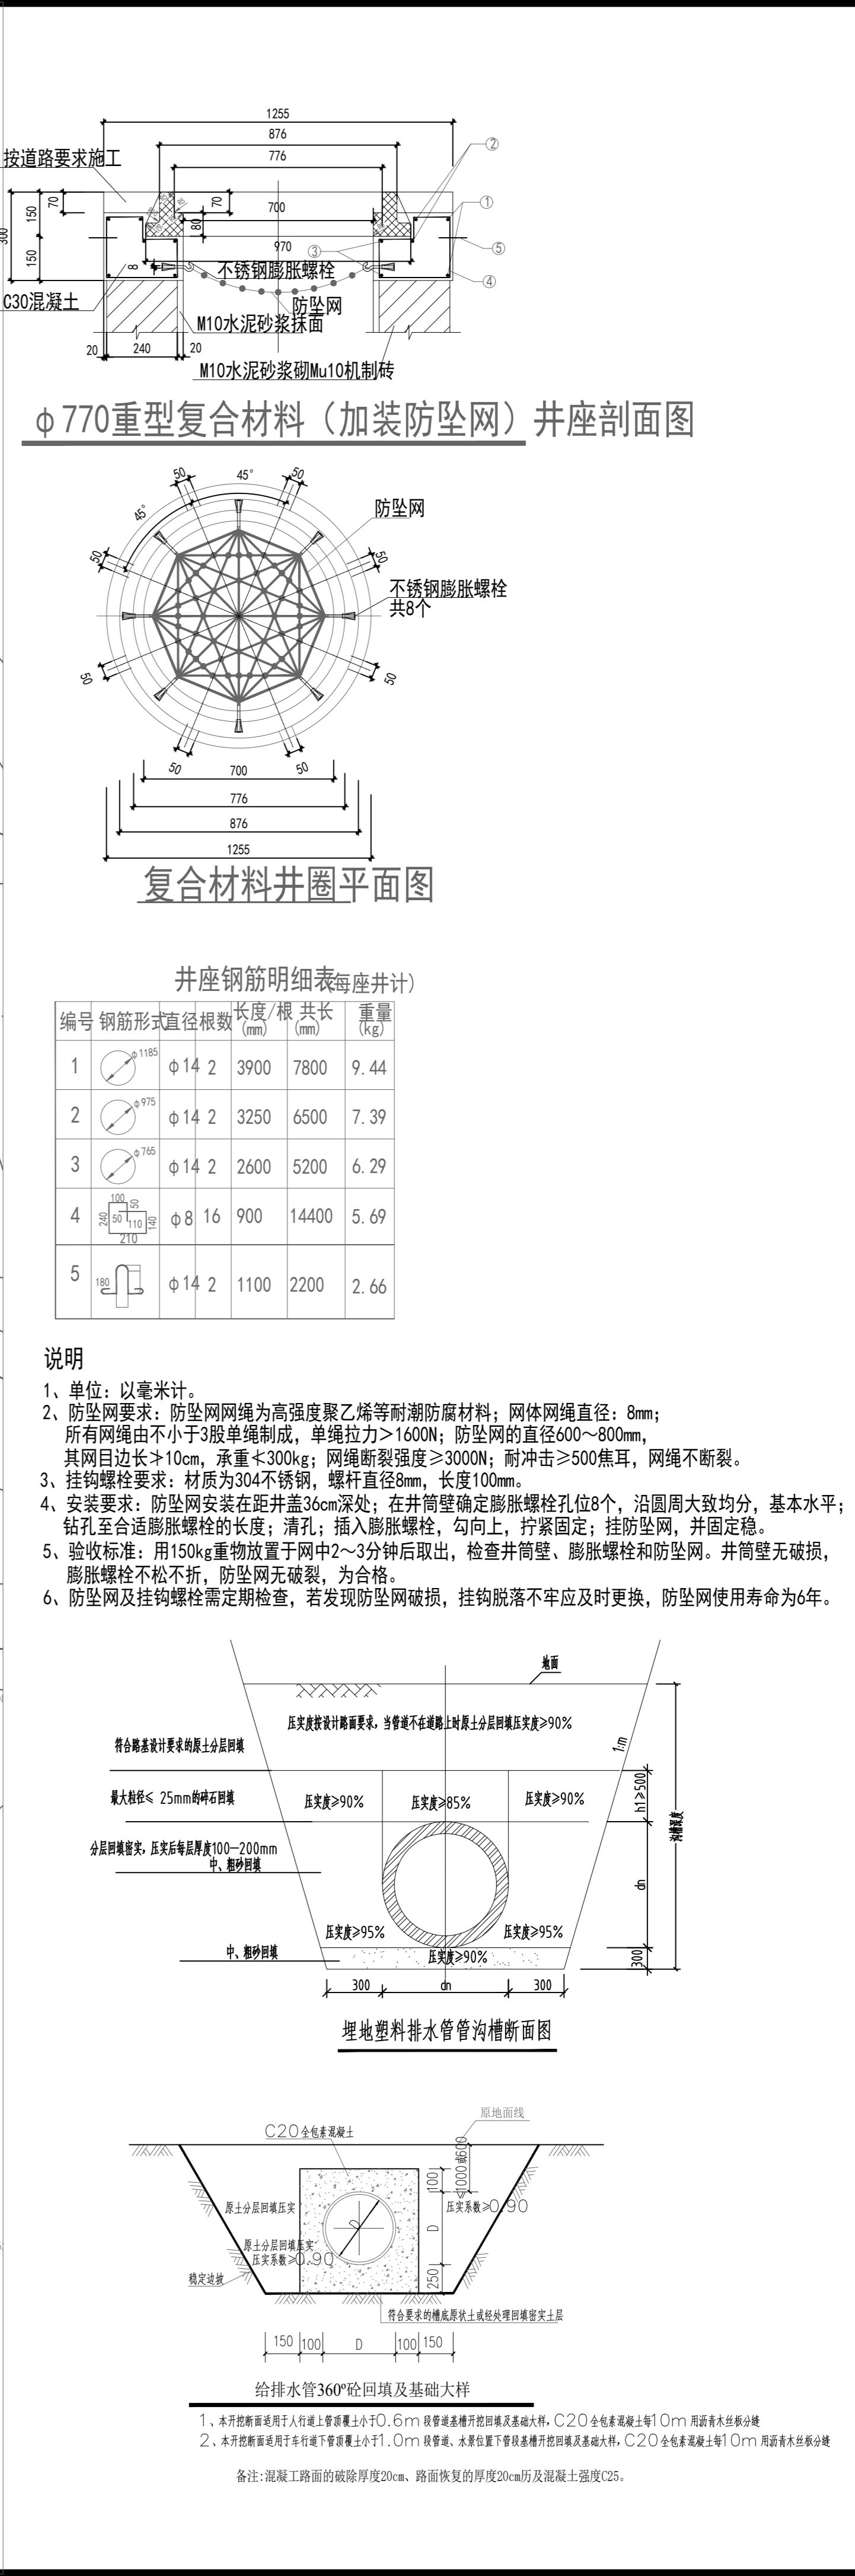 1255
876
② 
776
按道路要求施工
70
70
①
700
150
300
80
⑤
970
③
150
8
不锈钢膨胀螺栓
④
防坠网
C30混凝土
M10水泥砂浆抹面
20
240
20
M10水泥砂浆砌Mu10机制砖
φ770重型复合材料（加装防坠网）井座剖面图
50
45°
50
45°
防坠网
50
50
不锈钢膨胀螺栓
共8个
50
50
50
700
50
776
876
1255
复合材料井圈平面图
井座钢筋明细表(每座井计)
编号 钢筋形式 直径 根数 长度/根(mm) 共长(mm) 重量(kg)
1 φ1185 φ14 2 3900 7800 9.44
2 φ975 φ14 2 3250 6500 7.39
3 φ765 φ14 2 2600 5200 6.29
4 100 50 240 50 110 140 210 φ8 16 900 14400 5.69
5 180 φ14 2 1100 2200 2.66
说明
1、单位：以毫米计。
2、防坠网要求：防坠网网绳为高强度聚乙烯等耐潮防腐材料；网体网绳直径：8mm；
所有网绳由不小于3股单绳制成，单绳拉力＞1600N；防坠网的直径600～800mm，
其网目边长≯10cm，承重≮300kg；网绳断裂强度≥3000N；耐冲击≥500焦耳，网绳不断裂。
3、挂钩螺栓要求：材质为304不锈钢，螺杆直径8mm，长度100mm。
4、安装要求：防坠网安装在距井盖36cm深处；在井筒壁确定膨胀螺栓孔位8个，沿圆周大致均分，基本水平；
钻孔至合适膨胀螺栓的长度；清孔；插入膨胀螺栓，勾向上，拧紧固定；挂防坠网，并固定稳。
5、验收标准：用150kg重物放置于网中2～3分钟后取出，检查井筒壁、膨胀螺栓和防坠网。井筒壁无破损，
膨胀螺栓不松不折，防坠网无破裂，为合格。
6、防坠网及挂钩螺栓需定期检查，若发现防坠网破损，挂钩脱落不牢应及时更换，防坠网使用寿命为6年。
地面
压实度按设计路面要求，当管道不在道路上时原土分层回填压实度≥90%
符合路基设计要求的原土分层回填
1:m
最大粒径≤ 25mm的碎石回填
压实度≥90%
压实度≥85%
压实度≥90%
h1≥500
沟槽深度
分层回填密实，压实后每层厚度100—200mm
中、粗砂回填
dn
压实度≥95%
压实度≥95%
中、粗砂回填
压实度≥90%
300
300
dn
300
埋地塑料排水管管沟槽断面图
原地面线
C20全包素混凝土
≤1000或600
100
原土分层回填压实
压实系数≥0.90
D
D
原土分层回填压实
压实系数≥0.90
稳定边坡
250
符合要求的槽底原状土或经处理回填密实土层
150
100
D
100
150
给排水管360°砼回填及基础大样
1、本开挖断面适用于人行道上管顶覆土小于0.6m 段管道基槽开挖回填及基础大样，C20全包素混凝土每10m 用沥青木丝板分缝
2、本开挖断面适用于车行道下管顶覆土小于1.0m 段管道、水景位置下管段基槽开挖回填及基础大样，C20全包素混凝土每10m 用沥青木丝板分缝
备注:混凝工路面的破除厚度20cm、路面恢复的厚度20cm历及混凝土强度C25。